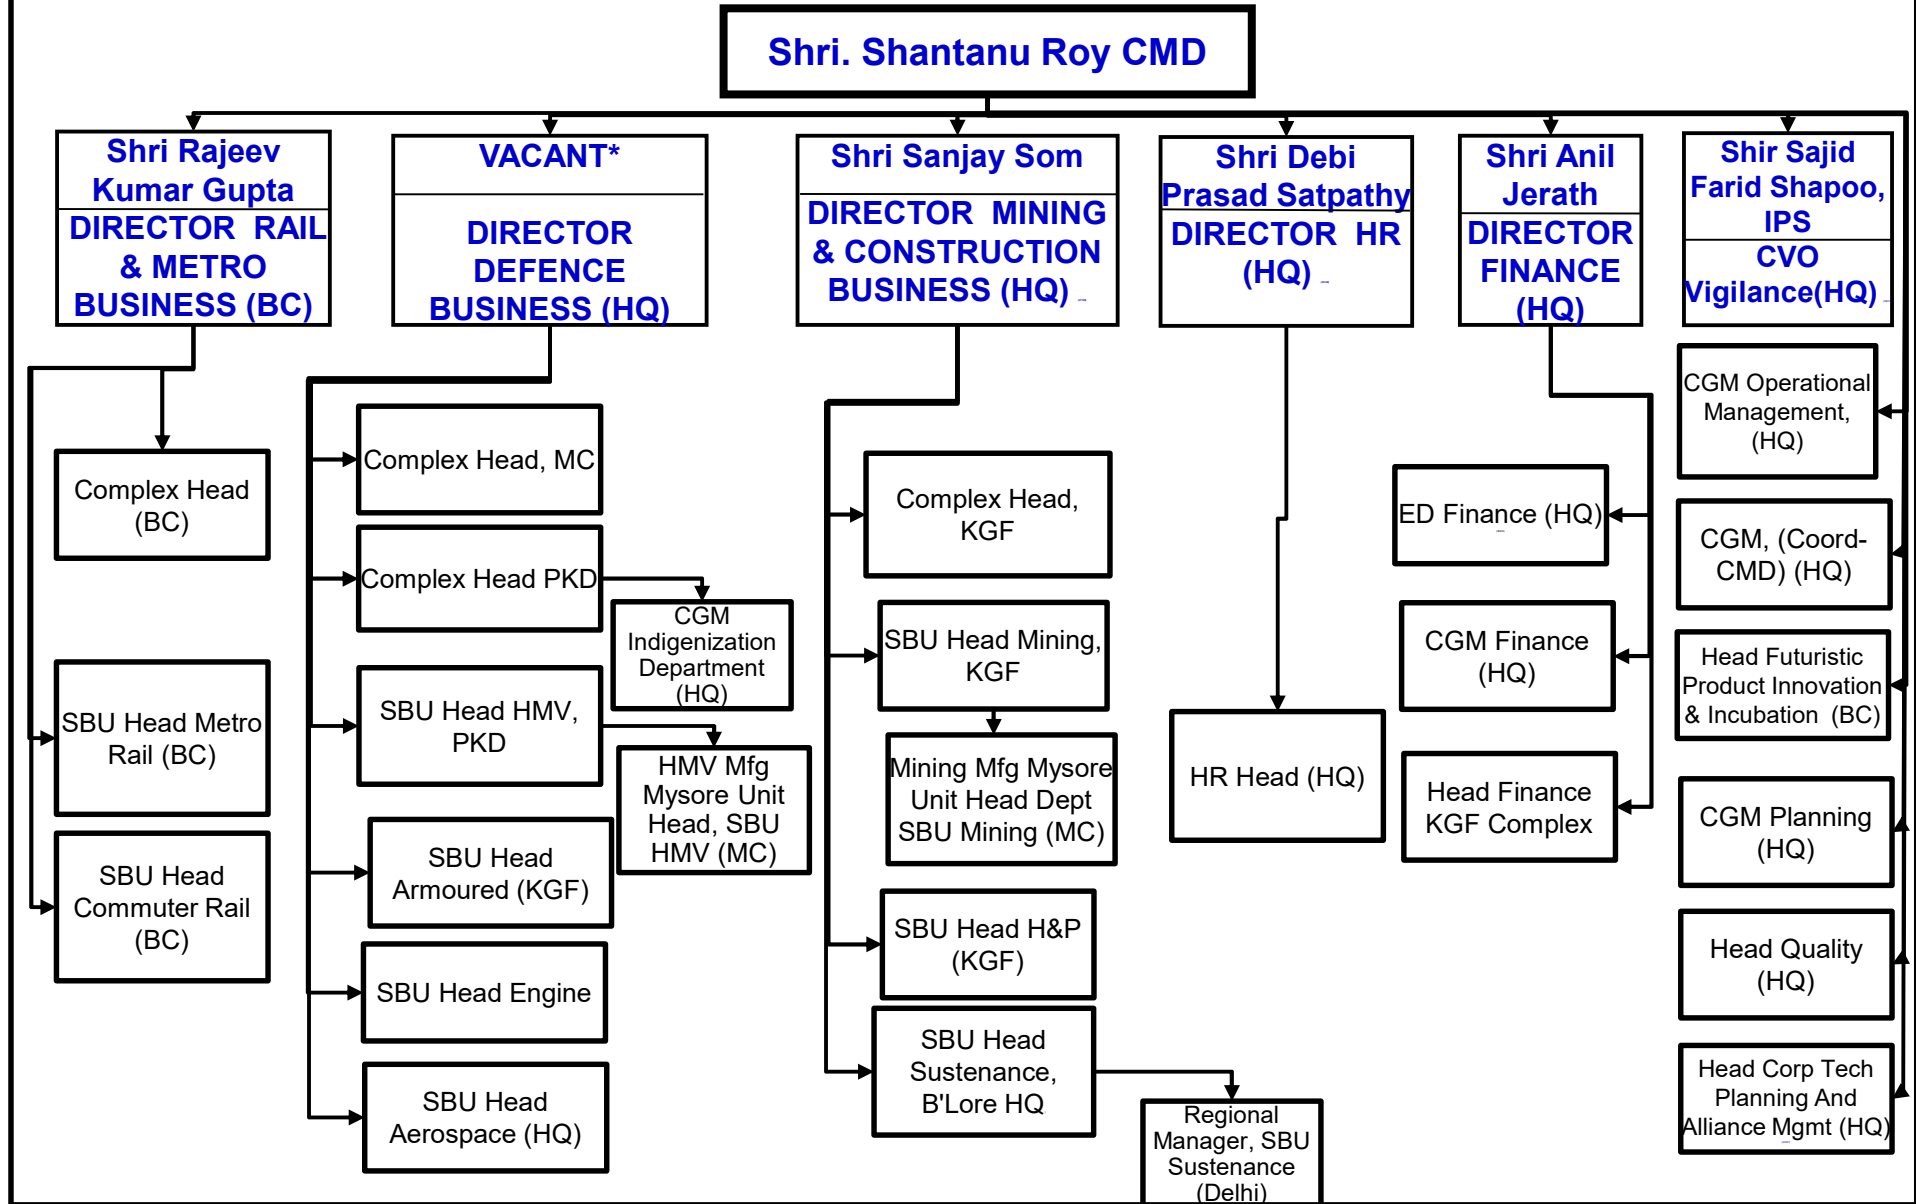 Shri. Shantanu Roy CMD
Shri Rajeev
Kumar Gupta
DIRECTOR RAIL
& METRO
BUSINESS (BC)
VACANT*
DIRECTOR
DEFENCE
BUSINESS (HQ)
Shri Sanjay Som
DIRECTOR MINING
& CONSTRUCTION
BUSINESS (HQ)
Shri Debi
Prasad Satpathy
DIRECTOR HR
(HQ)
Shri Anil
Jerath
DIRECTOR
FINANCE
(HQ)
Shir Sajid
Farid Shapoo,
IPS
CVO
Vigilance(HQ)
Complex Head
(BC)
SBU Head Metro
Rail (BC)
SBU Head
Commuter Rail
(BC)
Complex Head, MC
Complex Head PKD
CGM
Indigenization
Department
(HQ)
SBU Head HMV,
PKD
HMV Mfg
Mysore Unit
Head, SBU
HMV (MC)
SBU Head
Armoured (KGF)
SBU Head Engine
SBU Head
Aerospace (HQ)
Complex Head,
KGF
SBU Head Mining,
KGF
Mining Mfg Mysore
Unit Head Dept
SBU Mining (MC)
SBU Head H&P
(KGF)
SBU Head
Sustenance,
B'Lore HQ
Regional
Manager, SBU
Sustenance
(Delhi)
HR Head (HQ)
ED Finance (HQ)
CGM Finance
(HQ)
Head Finance
KGF Complex
CGM Operational
Management,
(HQ)
CGM, (Coord-
CMD) (HQ)
Head Futuristic
Product Innovation
& Incubation (BC)
CGM Planning
(HQ)
Head Quality
(HQ)
Head Corp Tech
Planning And
Alliance Mgmt (HQ)